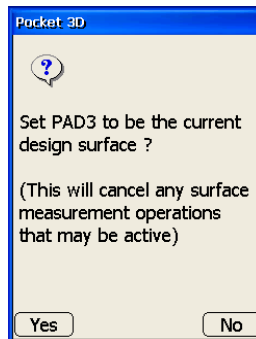 Pocket 3D
?
Set PAD3 to be the current
design surface ?
(This will cancel any surface
measurement operations
that may be active)
Yes No